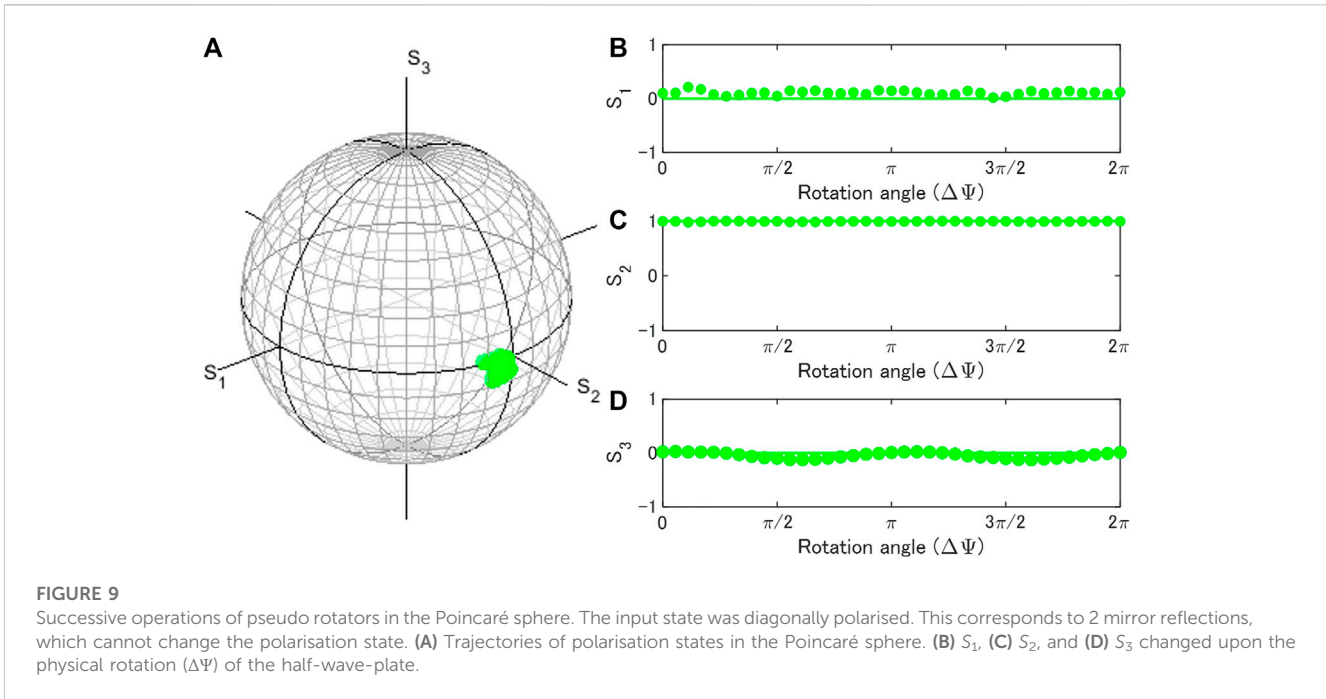 A
S₃
S₁
S₂
B
1
0
−1
S₁
0 π/2 π 3π/2 2π
Rotation angle (ΔΨ)
C
1
0
−1
S₂
0 π/2 π 3π/2 2π
Rotation angle (ΔΨ)
D
1
0
−1
S₃
0 π/2 π 3π/2 2π
Rotation angle (ΔΨ)
FIGURE 9
Successive operations of pseudo rotators in the Poincaré sphere. The input state was diagonally polarised. This corresponds to 2 mirror reflections,
which cannot change the polarisation state. (A) Trajectories of polarisation states in the Poincaré sphere. (B) S₁, (C) S₂, and (D) S₃ changed upon the
physical rotation (ΔΨ) of the half-wave-plate.